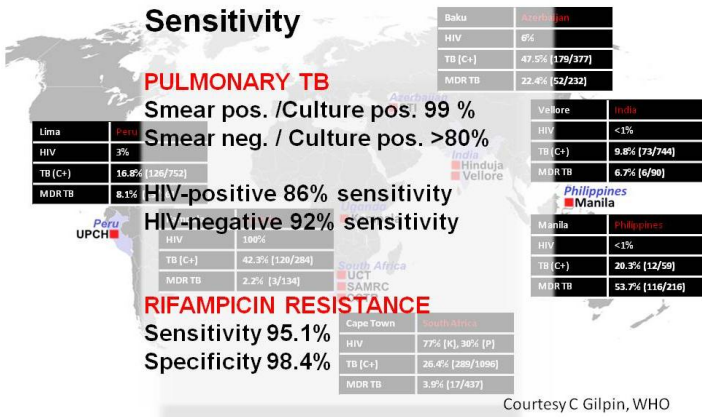 Sensitivity
Baku Azerbaijan
HIV 6%
TB [C+) 47.5% [179/377]
MDR TB 22.4% [52/232]
PULMONARY TB
Smear pos. /Culture pos. 99 %
Smear neg. / Culture pos. >80%
Azerbaijan
Vellore India
HIV <1%
TB (C+) 9.8% [73/744]
MDR TB 6.7% [6/90]
Lima Peru
HIV 3%
TB (C+) 16.8% [126/752]
MDR TB 8.1%
India
Hinduja
Vellore
HIV-positive 86% sensitivity
HIV-negative 92% sensitivity
Philippines
Manila
Peru
UPCH
HIV 100%
TB [C+) 42.3% [120/284]
MDR TB 2.2% [3/134]
Manila Philippines
HIV <1%
TB (C+) 20.3% [12/59]
MDR TB 53.7% [116/216]
South Africa
UCT
SAMRC
RIFAMPICIN RESISTANCE
Sensitivity 95.1%
Specificity 98.4%
Cape Town South Africa
HIV 77% [K], 30% [P]
TB [C+) 26.4% [289/1096]
MDR TB 3.9% [17/437]
Courtesy C Gilpin, WHO